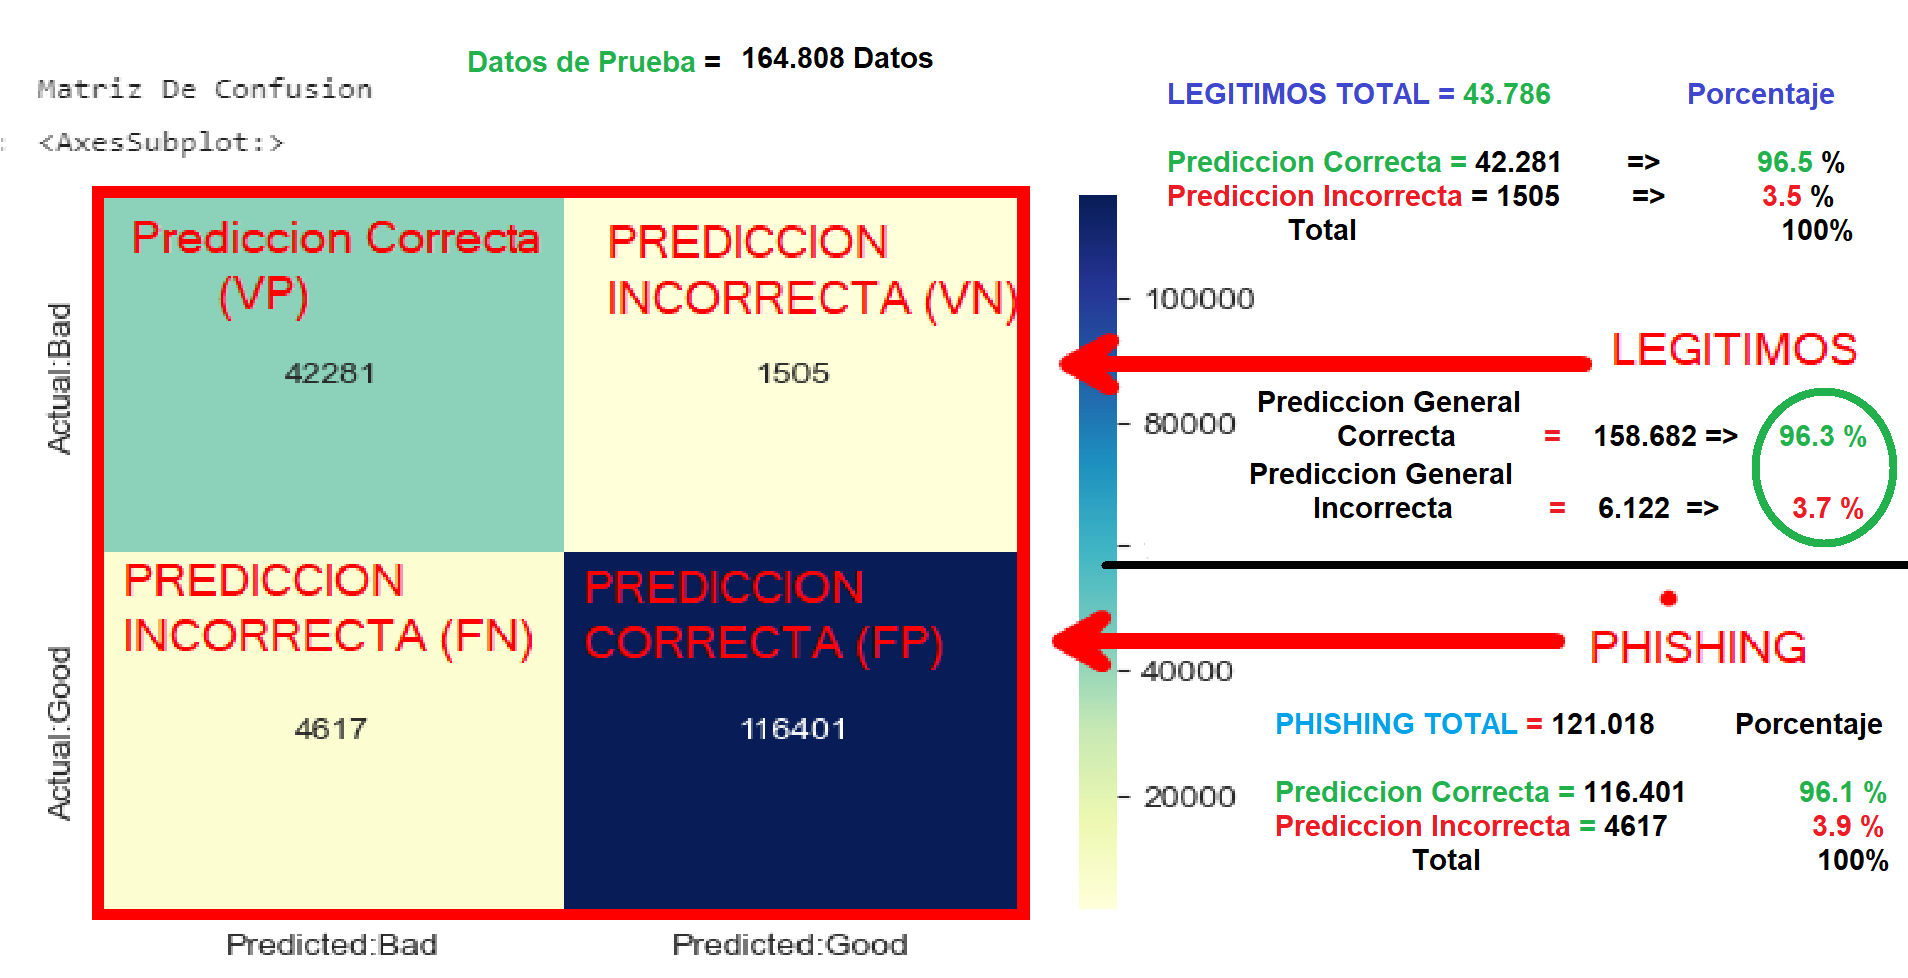 Datos de Prueba = 164.808 Datos
Matriz De Confusion
: <AxesSubplot:>
LEGITIMOS TOTAL = 43.786 Porcentaje
Prediccion Correcta = 42.281 => 96.5 %
Prediccion Incorrecta = 1505 => 3.5 %
Total 100%
Prediccion Correcta
(VP)
42281
PREDICCION
INCORRECTA (VN)
1505
Actual:Bad
PREDICCION
INCORRECTA (FN)
4617
PREDICCION
CORRECTA (FP)
116401
Actual:Good
Predicted:Bad
Predicted:Good
100000
80000
40000
20000
LEGITIMOS
Prediccion General
Correcta = 158.682 => 96.3 %
Prediccion General
Incorrecta = 6.122 => 3.7 %
PHISHING
PHISHING TOTAL = 121.018 Porcentaje
Prediccion Correcta = 116.401 96.1 %
Prediccion Incorrecta = 4617 3.9 %
Total 100%